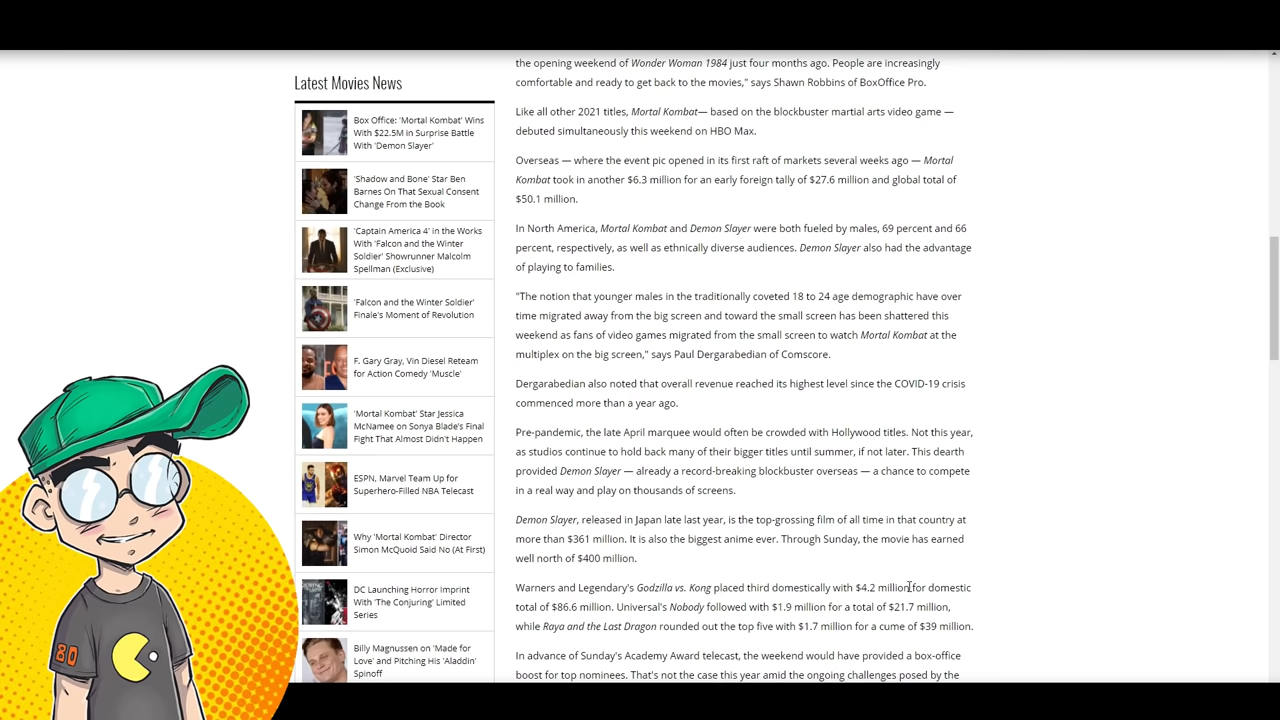 Latest Movies News
Box Office: 'Mortal Kombat' Wins
With $22.5M in Surprise Battle
With 'Demon Slayer'
'Shadow and Bone' Star Ben
Barnes On That Sexual Consent
Change From the Book
'Captain America 4' in the Works
With 'Falcon and the Winter
Soldier' Showrunner Malcolm
Spellman (Exclusive)
'Falcon and the Winter Soldier'
Finale's Moment of Revolution
F. Gary Gray, Vin Diesel Reteam
for Action Comedy 'Muscle'
'Mortal Kombat' Star Jessica
McNamee on Sonya Blade's Final
Fight That Almost Didn't Happen
ESPN, Marvel Team Up for
Superhero-Filled NBA Telecast
Why 'Mortal Kombat' Director
Simon McQuoid Said No (At First)
DC Launching Horror Imprint
With 'The Conjuring' Limited
Series
Billy Magnussen on 'Made for
Love' and Pitching His 'Aladdin'
Spinoff
the opening weekend of Wonder Woman 1984 just four months ago. People are increasingly
comfortable and ready to get back to the movies," says Shawn Robbins of BoxOffice Pro.
Like all other 2021 titles, Mortal Kombat— based on the blockbuster martial arts video game —
debuted simultaneously this weekend on HBO Max.
Overseas — where the event pic opened in its first raft of markets several weeks ago — Mortal
Kombat took in another $6.3 million for an early foreign tally of $27.6 million and global total of
$50.1 million.
In North America, Mortal Kombat and Demon Slayer were both fueled by males, 69 percent and 66
percent, respectively, as well as ethnically diverse audiences. Demon Slayer also had the advantage
of playing to families.
"The notion that younger males in the traditionally coveted 18 to 24 age demographic have over
time migrated away from the big screen and toward the small screen has been shattered this
weekend as fans of video games migrated from the small screen to watch Mortal Kombat at the
multiplex on the big screen," says Paul Dergarabedian of Comscore.
Dergarabedian also noted that overall revenue reached its highest level since the COVID-19 crisis
commenced more than a year ago.
Pre-pandemic, the late April marquee would often be crowded with Hollywood titles. Not this year,
as studios continue to hold back many of their bigger titles until summer, if not later. This dearth
provided Demon Slayer — already a record-breaking blockbuster overseas — a chance to compete
in a real way and play on thousands of screens.
Demon Slayer, released in Japan late last year, is the top-grossing film of all time in that country at
more than $361 million. It is also the biggest anime ever. Through Sunday, the movie has earned
well north of $400 million.
Warners and Legendary's Godzilla vs. Kong placed third domestically with $4.2 million for domestic
total of $86.6 million. Universal's Nobody followed with $1.9 million for a total of $21.7 million,
while Raya and the Last Dragon rounded out the top five with $1.7 million for a cume of $39 million.
In advance of Sunday's Academy Award telecast, the weekend would have provided a box-office
boost for top nominees. That's not the case this year amid the ongoing challenges posed by the
80